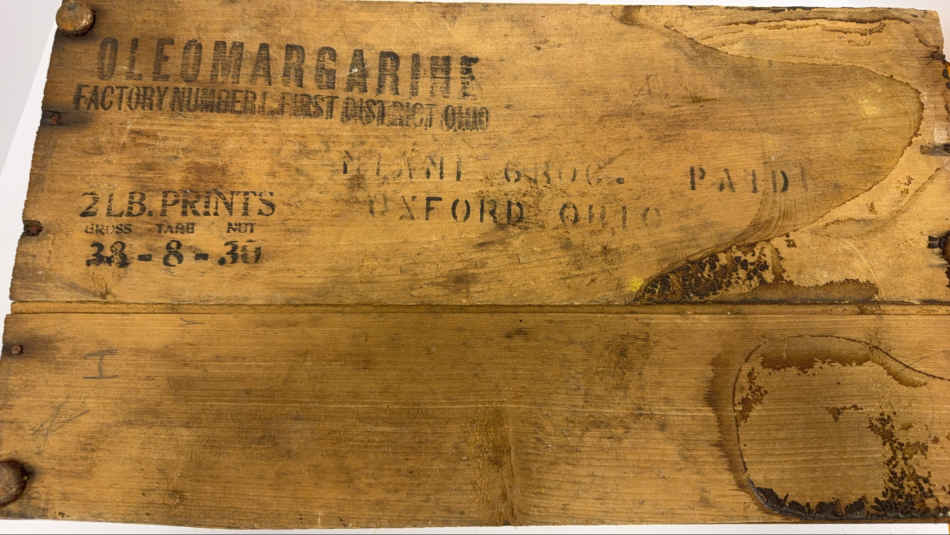 OLEOMARGARINE
FACTORY NUMBER 1. FIRST DISTRICT OHIO
MIAMI GROC. PAID
OXFORD OHIO
2 LB. PRINTS
GROSS TARE NET
38 - 8 - 30
I